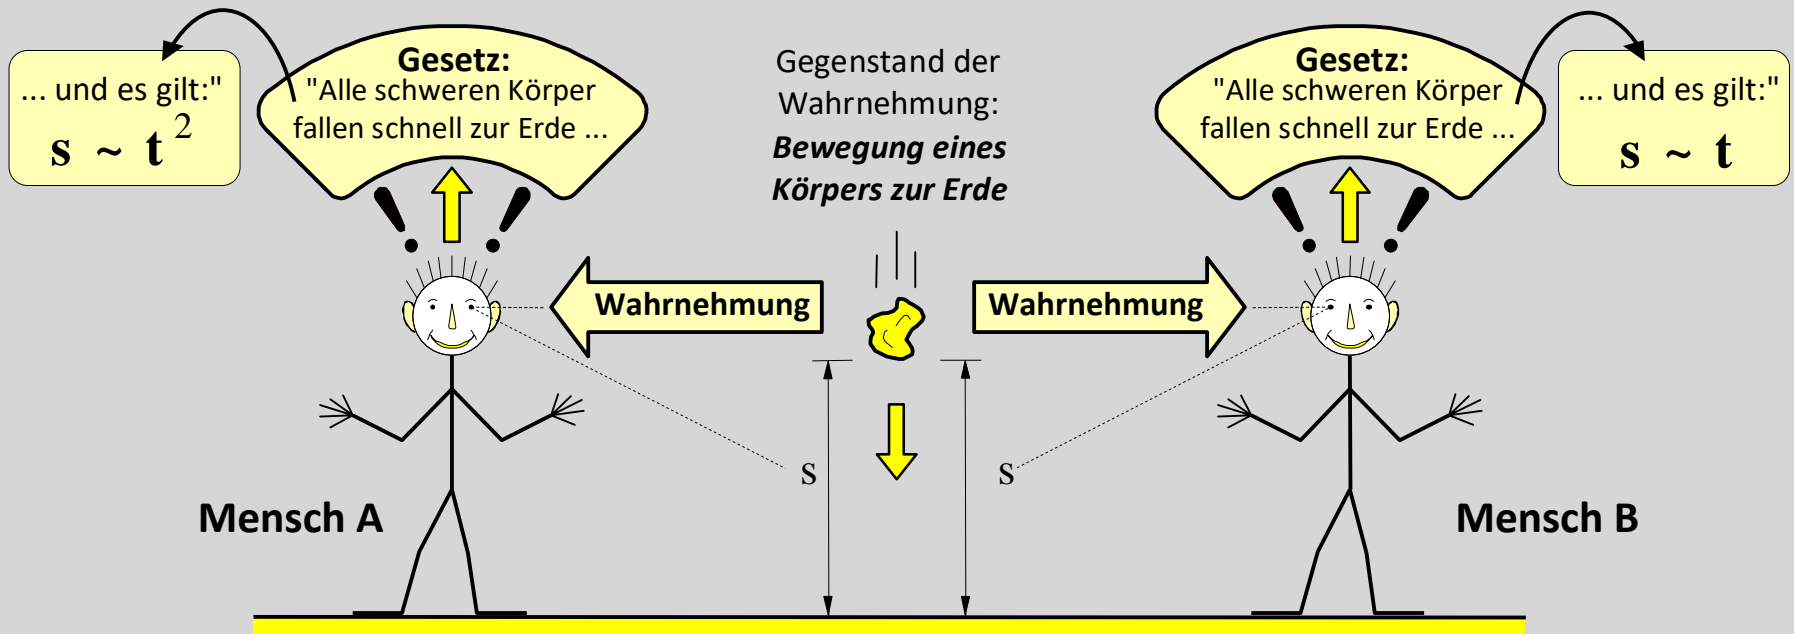 ... und es gilt:"
s ~ t²
Gesetz:
"Alle schweren Körper
fallen schnell zur Erde ...
Gegenstand der
Wahrnehmung:
Bewegung eines
Körpers zur Erde
Gesetz:
"Alle schweren Körper
fallen schnell zur Erde ...
... und es gilt:"
s ~ t
! !
! !
Wahrnehmung
Wahrnehmung
s
s
Mensch A
Mensch B